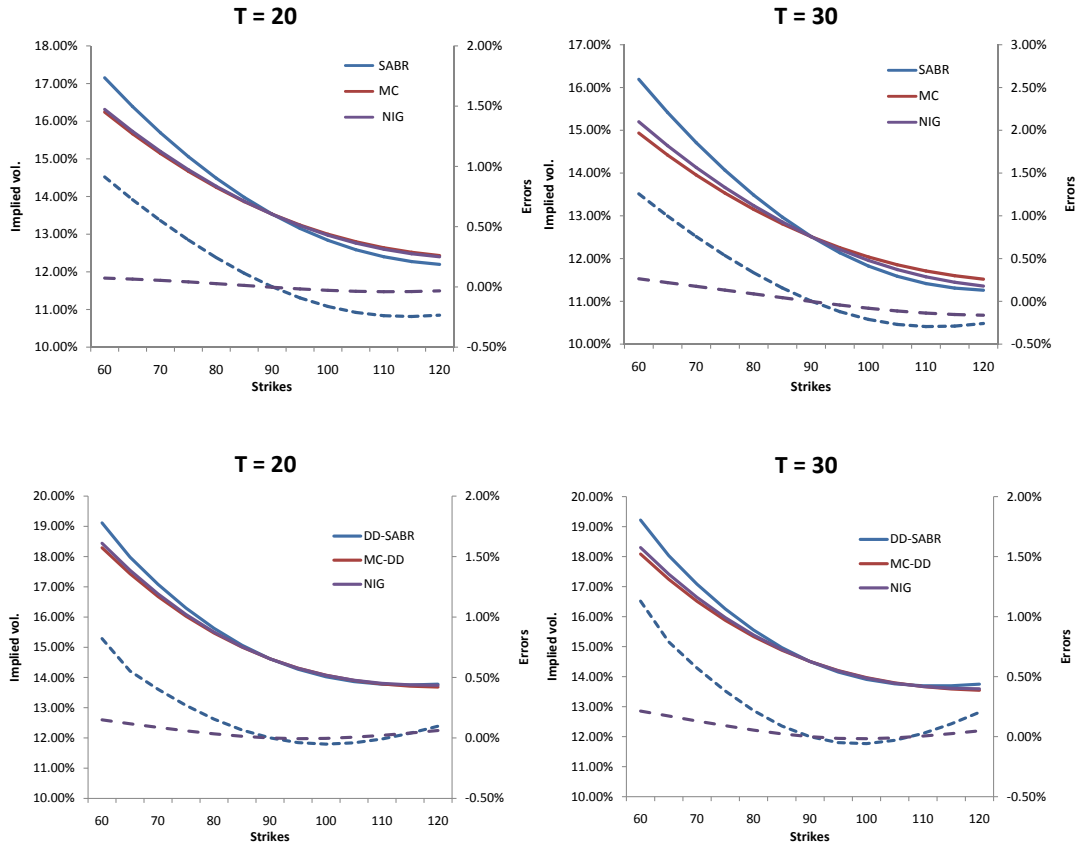 T = 20
18.00%
17.00%
16.00%
15.00%
14.00%
13.00%
12.00%
11.00%
10.00%
Implied vol.
2.00%
1.50%
1.00%
0.50%
0.00%
-0.50%
Errors
SABR
MC
NIG
60 70 80 90 100 110 120
Strikes
T = 30
17.00%
16.00%
15.00%
14.00%
13.00%
12.00%
11.00%
10.00%
Implied vol.
3.00%
2.50%
2.00%
1.50%
1.00%
0.50%
0.00%
-0.50%
Errors
SABR
MC
NIG
60 70 80 90 100 110 120
Strikes
T = 20
20.00%
19.00%
18.00%
17.00%
16.00%
15.00%
14.00%
13.00%
12.00%
11.00%
10.00%
Implied vol.
2.00%
1.50%
1.00%
0.50%
0.00%
-0.50%
Errors
DD-SABR
MC-DD
NIG
60 70 80 90 100 110 120
Strikes
T = 30
20.00%
19.00%
18.00%
17.00%
16.00%
15.00%
14.00%
13.00%
12.00%
11.00%
10.00%
Implied vol.
2.00%
1.50%
1.00%
0.50%
0.00%
-0.50%
Errors
DD-SABR
MC-DD
NIG
60 70 80 90 100 110 120
Strikes